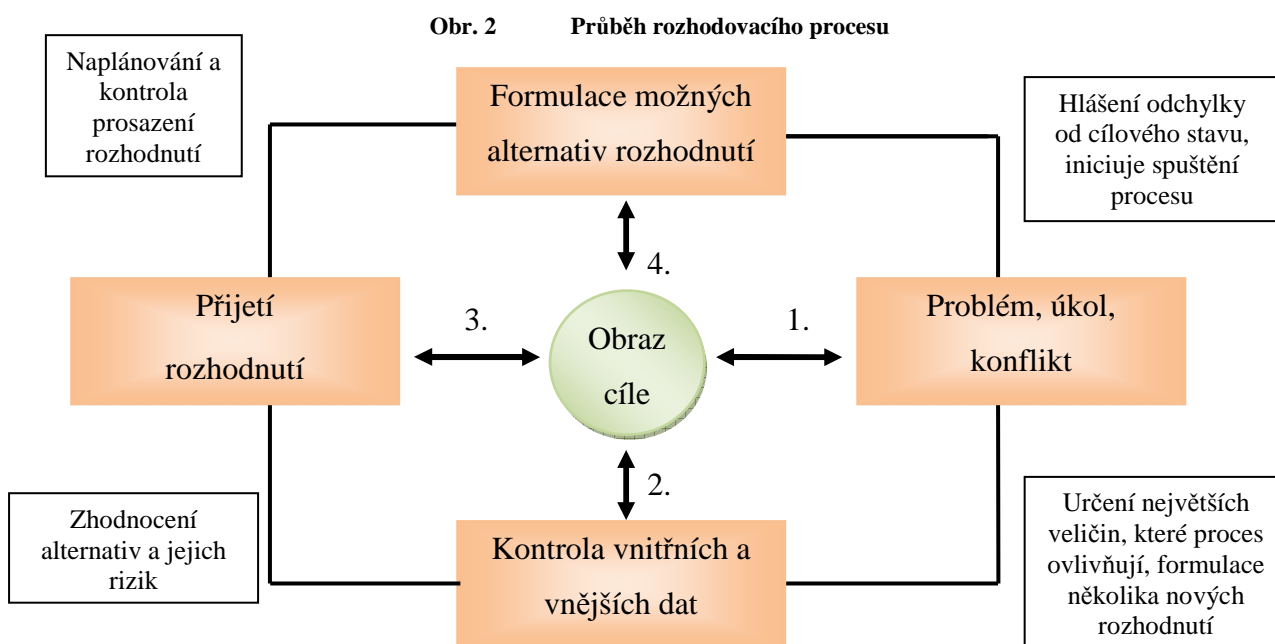 Obr. 2 Průběh rozhodovacího procesu
Naplánování a
kontrola
prosazení
rozhodnutí
Formulace možných
alternativ rozhodnutí
Hlášení odchylky
od cílového stavu,
iniciuje spuštění
procesu
4.
Přijetí
rozhodnutí
3.
Obraz
cíle
1.
Problém, úkol,
konflikt
2.
Zhodnocení
alternativ a jejich
rizik
Kontrola vnitřních a
vnějších dat
Určení největších
veličin, které proces
ovlivňují, formulace
několika nových
rozhodnutí